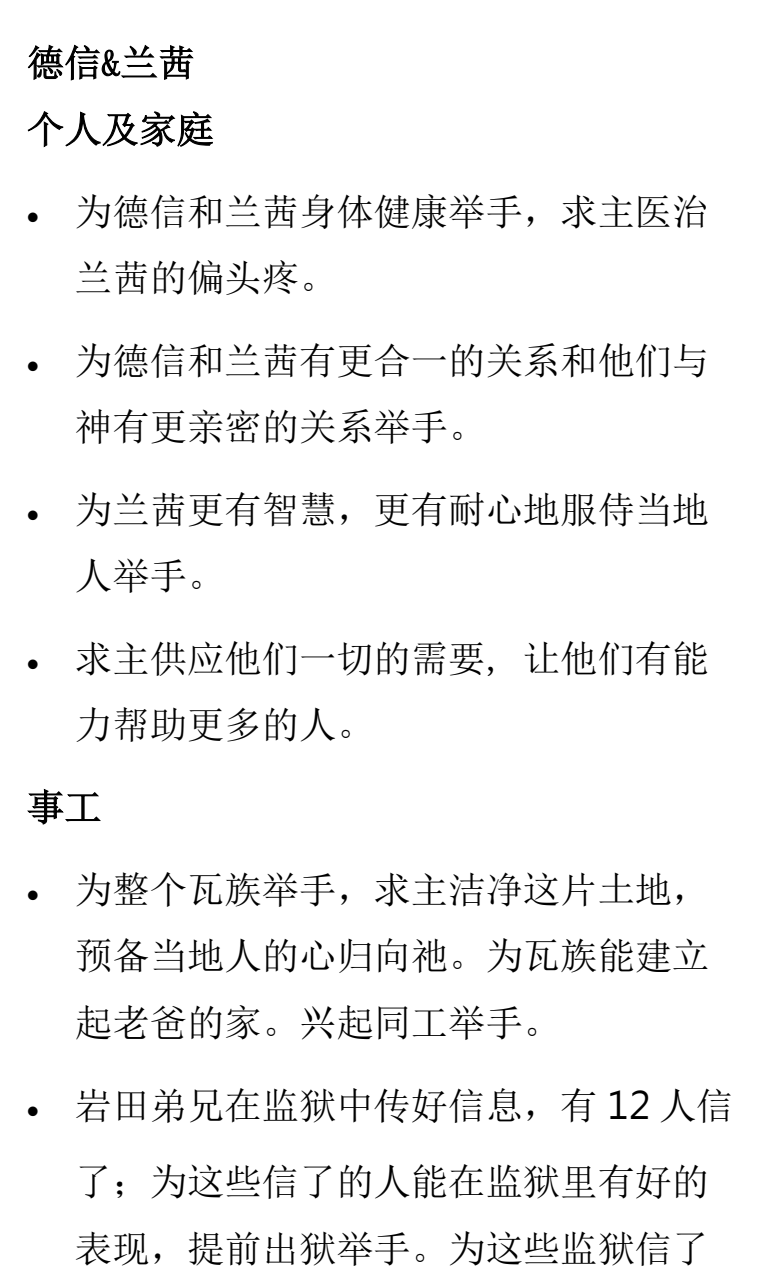 德信&兰茜
个人及家庭
• 为德信和兰茜身体健康举手，求主医治
兰茜的偏头疼。
• 为德信和兰茜有更合一的关系和他们与
神有更亲密的关系举手。
• 为兰茜更有智慧，更有耐心地服侍当地
人举手。
• 求主供应他们一切的需要, 让他们有能
力帮助更多的人。
事工
• 为整个瓦族举手，求主洁净这片土地，
预备当地人的心归向祂。为瓦族能建立
起老爸的家。兴起同工举手。
• 岩田弟兄在监狱中传好信息，有 12 人信
了；为这些信了的人能在监狱里有好的
表现，提前出狱举手。为这些监狱信了